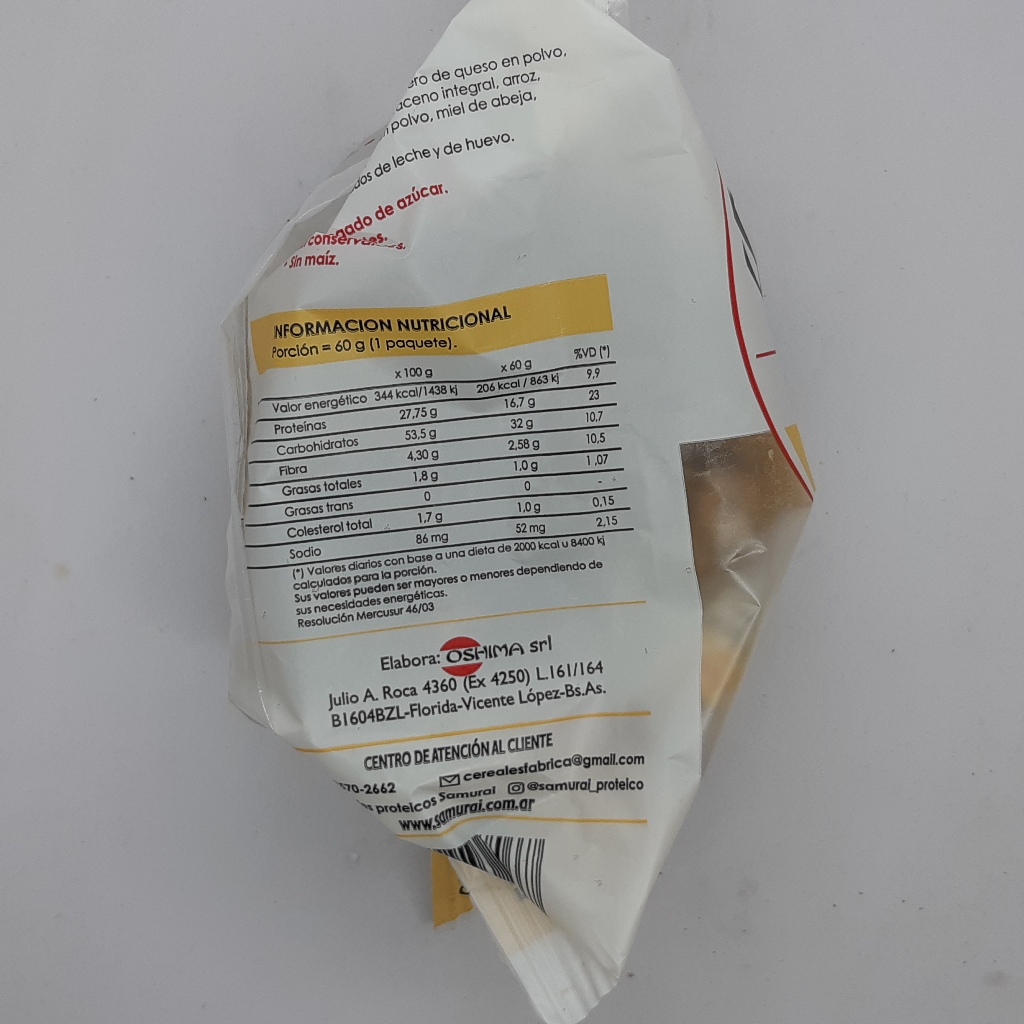 de queso en polvo,
integral, arroz,
polvo, miel de abeja,
de leche y de huevo.
de azúcar.
Sin maíz.
NFORMACION NUTRICIONAL
Porción = 60 g (1 paquete).
x 100 g x 60 g %VD (*)
Valor energético 344 kcal/1438 kj 206 kcal / 863 kj 9,9
Proteínas 27,75 g 16,7 g 23
Carbohidratos 53,5 g 32 g 10,7
Fibra 4,30 g 2,58 g 10,5
Grasas totales 1,8 g 1,0 g 1,07
Grasas trans 0 0 -
Colesterol total 1,7 g 1,0 g 0,15
Sodio 86 mg 52 mg 2,15
(*) Valores diarios con base a una dieta de 2000 kcal u 8400 kj
calculados para la porción.
Sus valores pueden ser mayores o menores dependiendo de
sus necesidades energéticas.
Resolución Mercusur 46/03
Elabora: OSHIMA srl
Julio A. Roca 4360 (Ex 4250) L.161/164
B1604BZL-Florida-Vicente López-Bs.As.
CENTRO DE ATENCIÓN AL CLIENTE
70-2662 cerealesfabrica@gmail.com
proteicos Samurai @samurai_proteico
www.samurai.com.ar